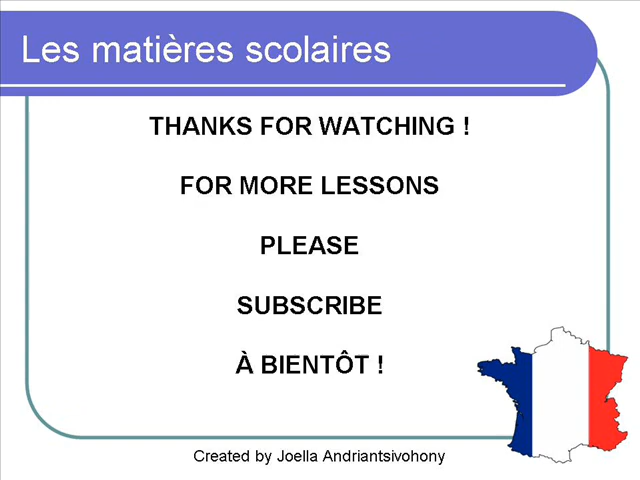 Les matières scolaires
THANKS FOR WATCHING !
FOR MORE LESSONS
PLEASE
SUBSCRIBE
À BIENTÔT !
Created by Joella Andriantsivohony